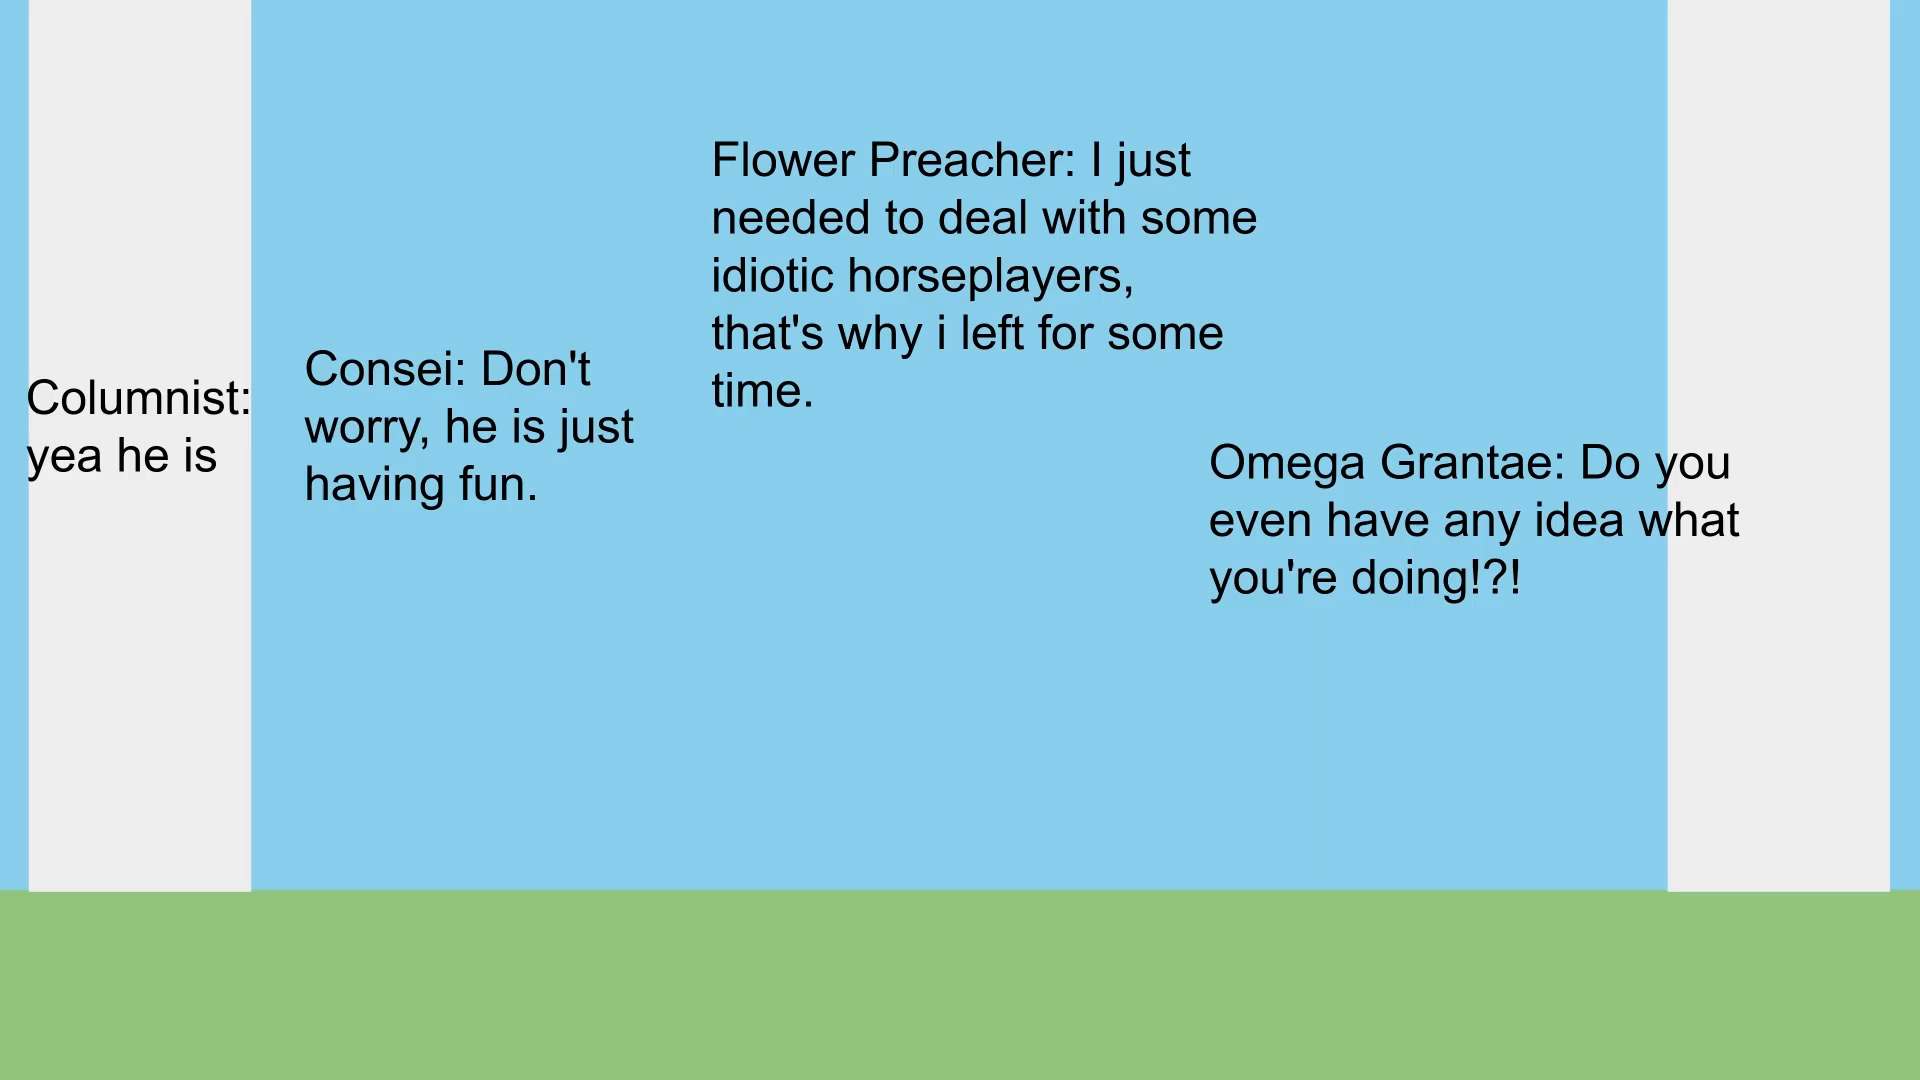 Columnist:
yea he is
Consei: Don't
worry, he is just
having fun.
Flower Preacher: I just
needed to deal with some
idiotic horseplayers,
that's why i left for some
time.
Omega Grantae: Do you
even have any idea what
you're doing!?!